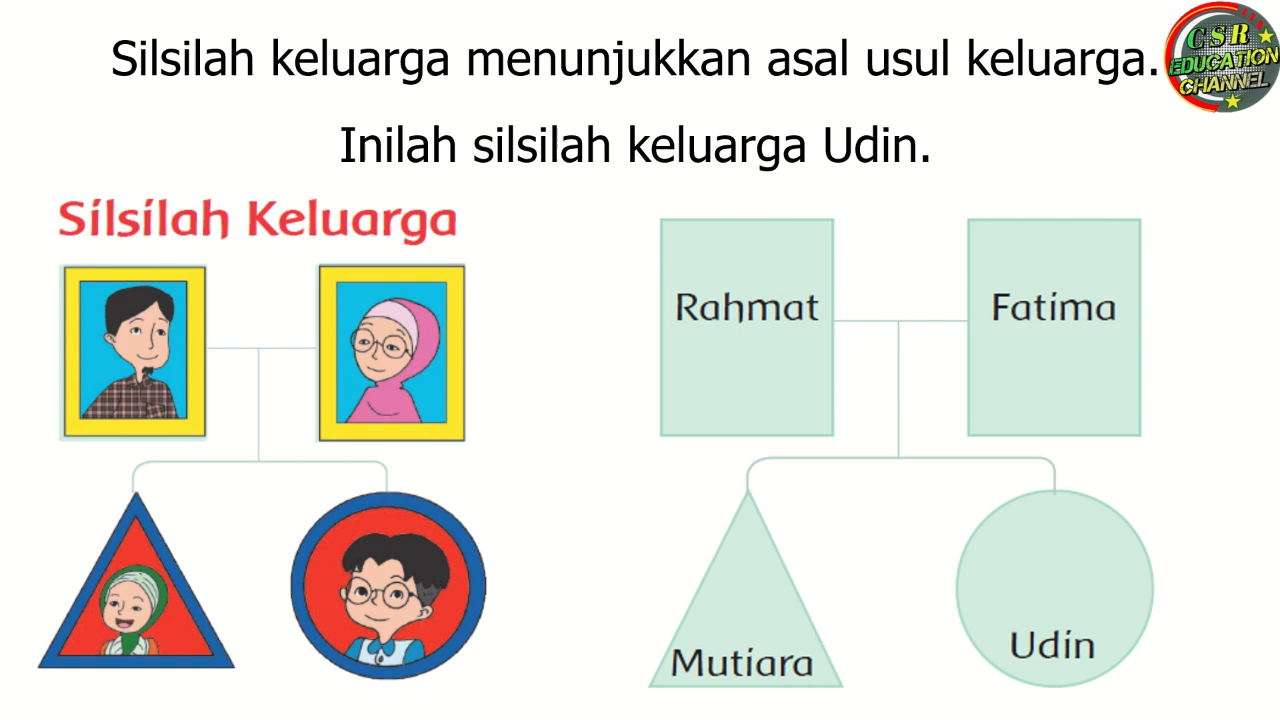 Silsilah keluarga menunjukkan asal usul keluarga.
CSR
EDUCATION
CHANNEL
Inilah silsilah keluarga Udin.
Silsilah Keluarga
Rahmat
Fatima
Mutiara
Udin